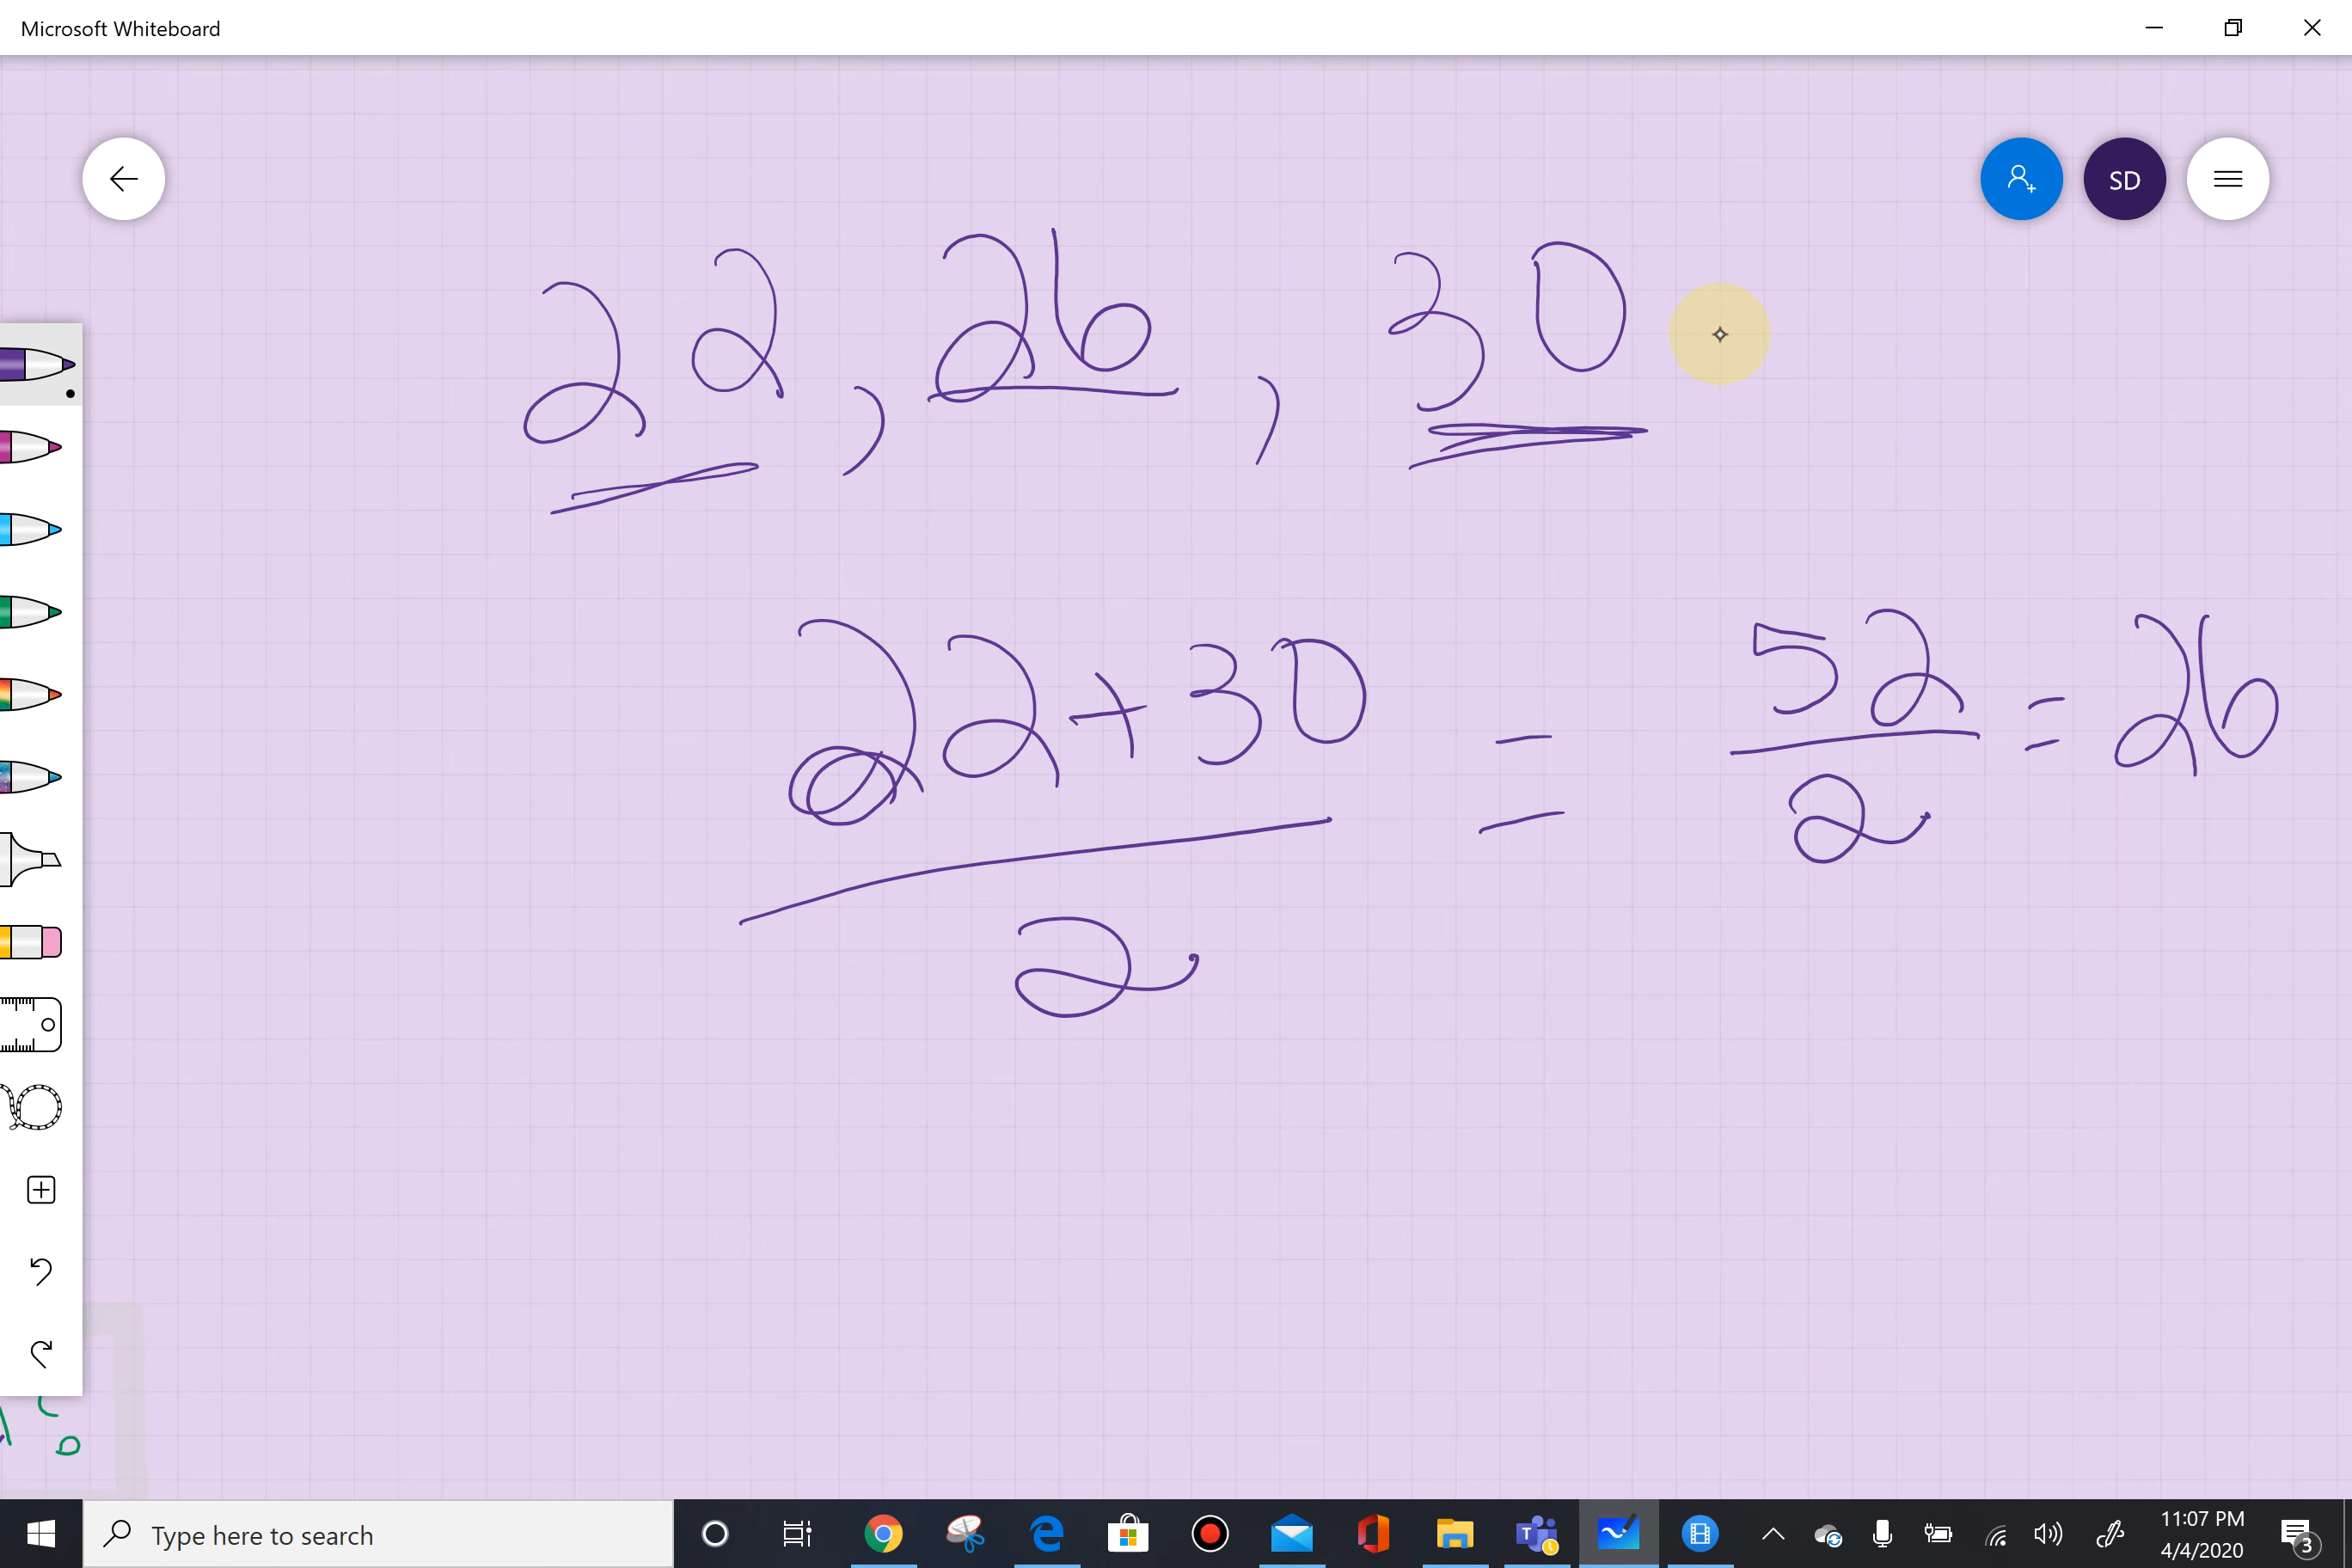 Microsoft Whiteboard
SD
22, 26, 30
22+30 = 52 = 26
2 2
Type here to search
T
11:07 PM
4/4/2020
3